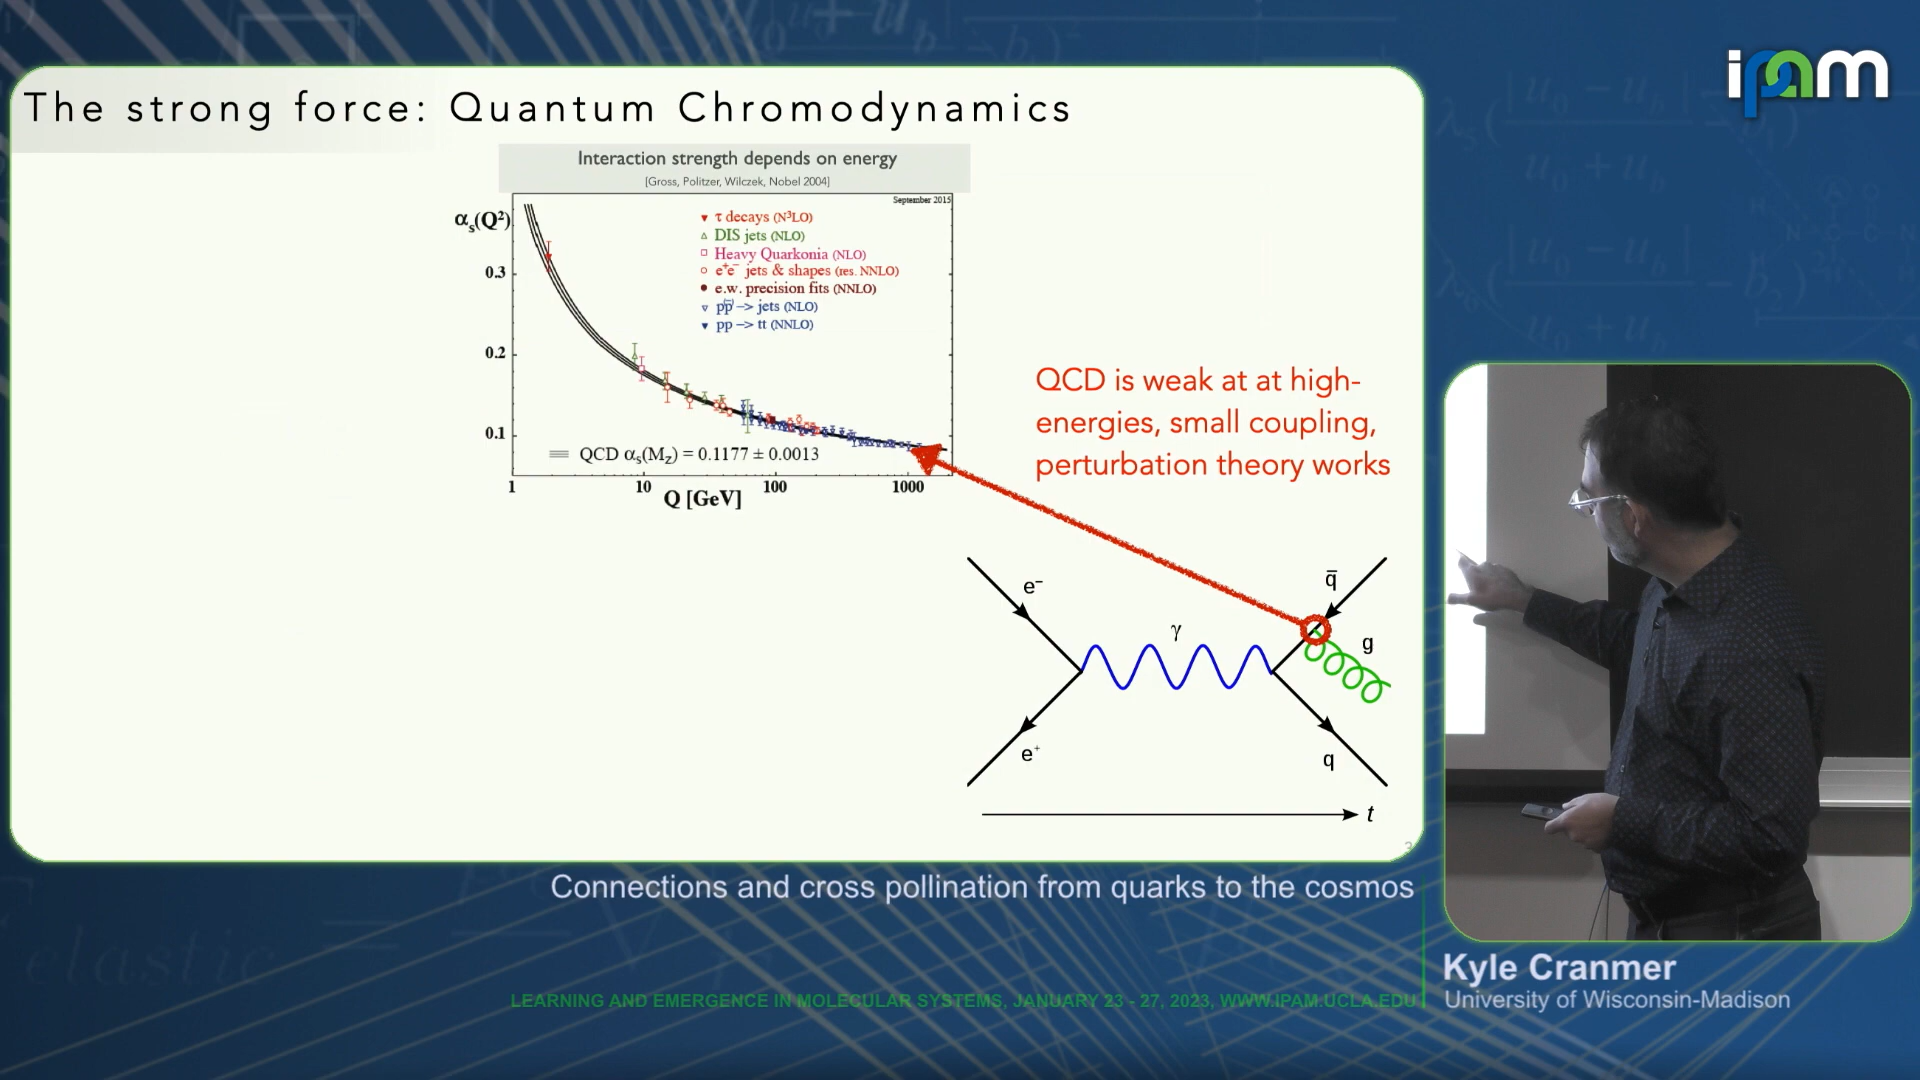 ipam
The strong force: Quantum Chromodynamics
Interaction strength depends on energy
[Gross, Politzer, Wilczek, Nobel 2004]
September 2015
αs(Q²)
τ decays (N³LO)
DIS jets (NLO)
Heavy Quarkonia (NLO)
e⁺e⁻ jets & shapes (res. NNLO)
e.w. precision fits (NNLO)
pp̄ –> jets (NLO)
pp –> tt (NNLO)
0.3
0.2
0.1
QCD αs(Mz) = 0.1177 ± 0.0013
1 10 100 1000
Q [GeV]
QCD is weak at at high-
energies, small coupling,
perturbation theory works
e⁻
q̄
γ
g
e⁺
q
t
Connections and cross pollination from quarks to the cosmos
Kyle Cranmer
University of Wisconsin-Madison
LEARNING AND EMERGENCE IN MOLECULAR SYSTEMS, JANUARY 23 - 27, 2023, WWW.IPAM.UCLA.EDU